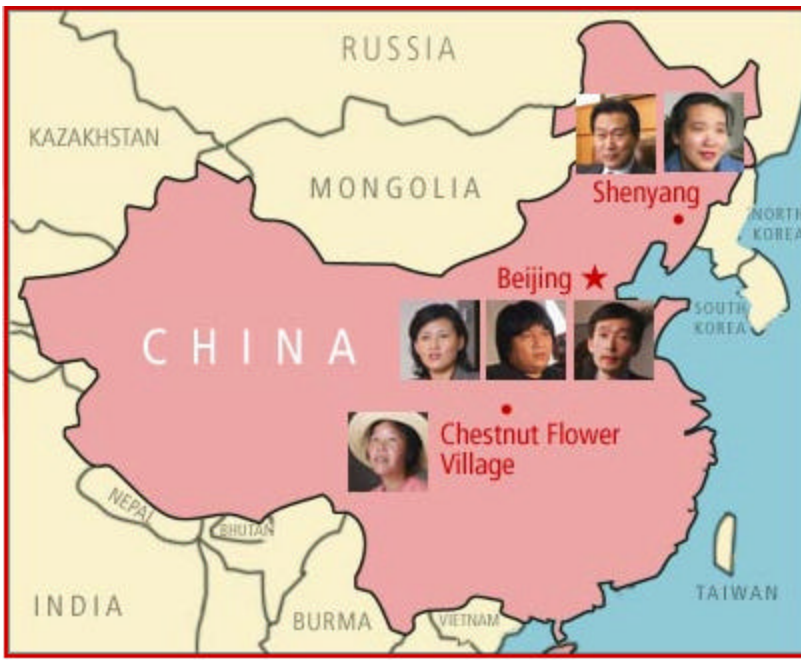 RUSSIA
KAZAKHSTAN
MONGOLIA
Shenyang
NORTH
KOREA
Beijing
SOUTH
KOREA
CHINA
Chestnut Flower
Village
NEPAL
BHUTAN
TAIWAN
INDIA
BURMA
VIETNAM